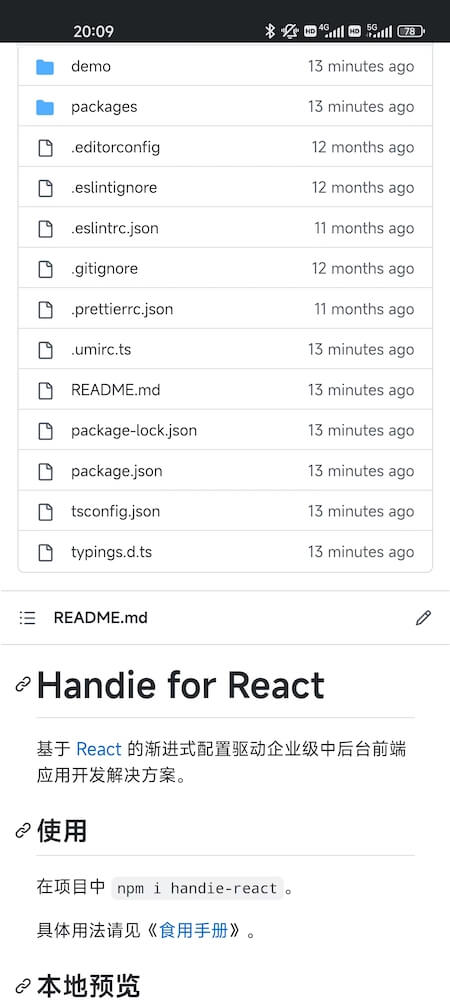 20:09 HD 4G HD 5G 78
demo 13 minutes ago
packages 13 minutes ago
.editorconfig 12 months ago
.eslintignore 12 months ago
.eslintrc.json 11 months ago
.gitignore 12 months ago
.prettierrc.json 11 months ago
.umirc.ts 13 minutes ago
README.md 13 minutes ago
package-lock.json 13 minutes ago
package.json 13 minutes ago
tsconfig.json 13 minutes ago
typings.d.ts 13 minutes ago
README.md
Handie for React
基于 React 的渐进式配置驱动企业级中后台前端
应用开发解决方案。
使用
在项目中 npm i handie-react 。
具体用法请见《食用手册》。
本地预览